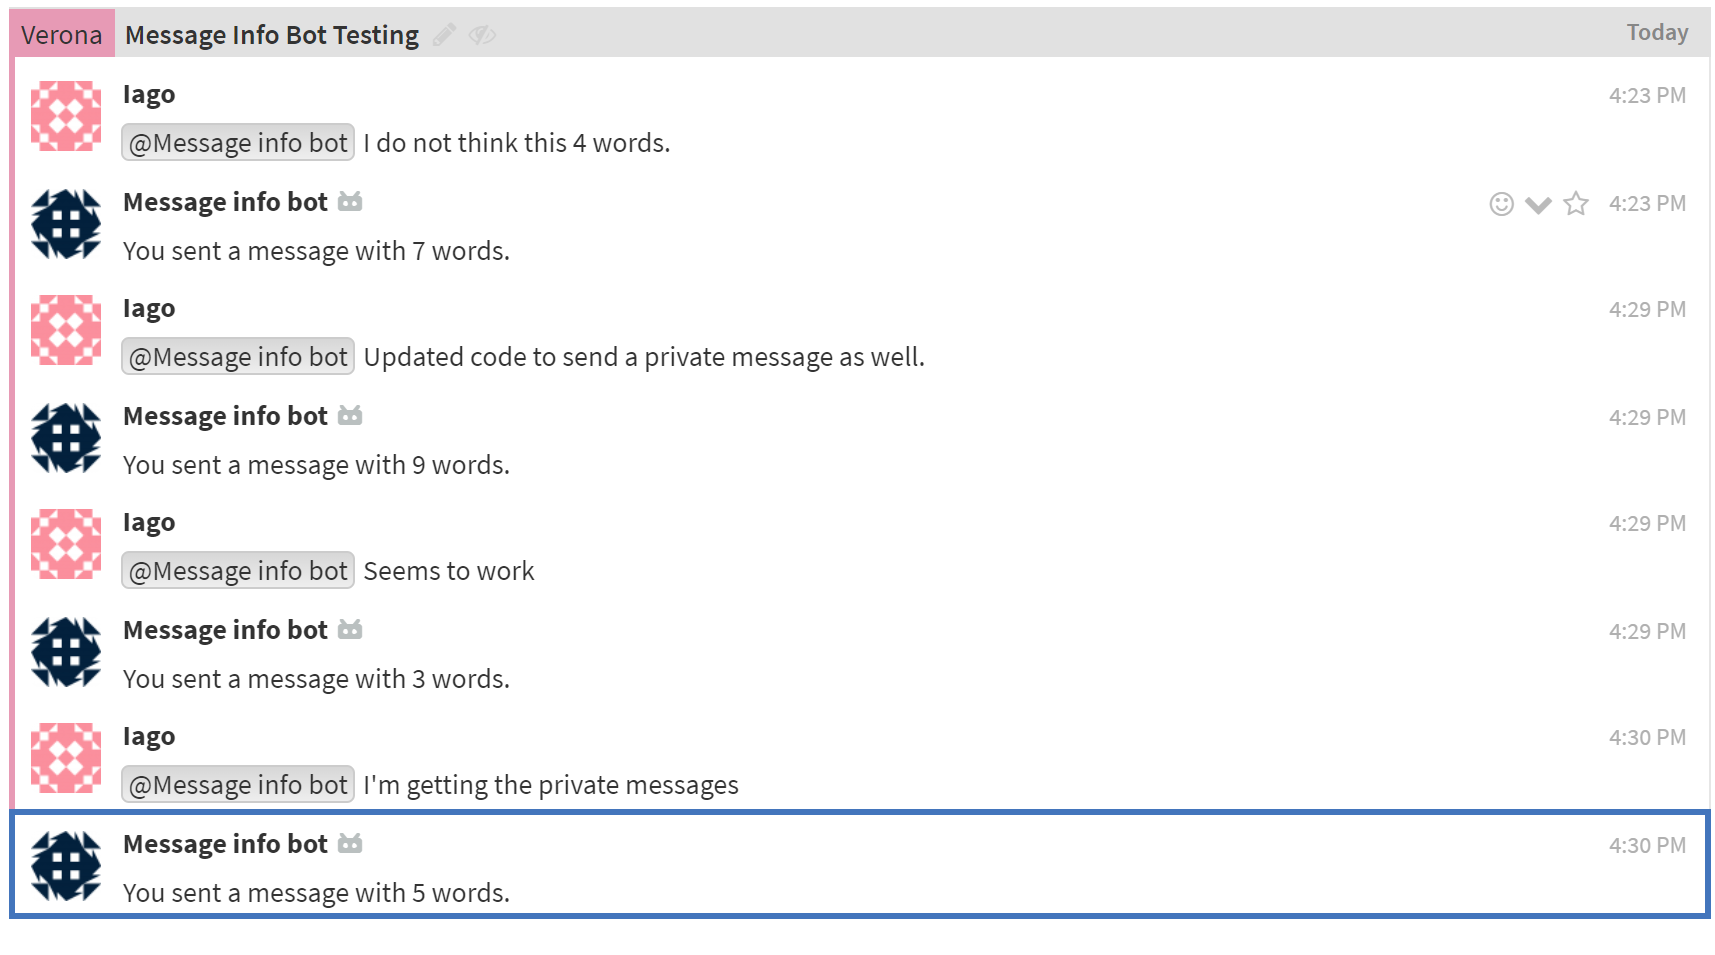 Verona Message Info Bot Testing Today
Iago 4:23 PM
@Message info bot I do not think this 4 words.
Message info bot 4:23 PM
You sent a message with 7 words.
Iago 4:29 PM
@Message info bot Updated code to send a private message as well.
Message info bot 4:29 PM
You sent a message with 9 words.
Iago 4:29 PM
@Message info bot Seems to work
Message info bot 4:29 PM
You sent a message with 3 words.
Iago 4:30 PM
@Message info bot I'm getting the private messages
Message info bot 4:30 PM
You sent a message with 5 words.